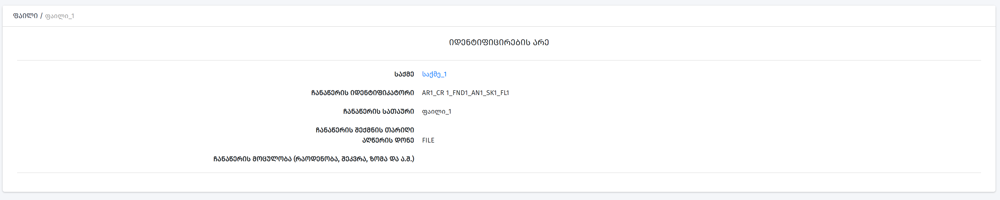 ფაილი / ფაილი_1
იდენტიფიცირების არე
საქმე საქმე_1
ჩანაწერის იდენტიფიკატორი AR1_CR 1_FND1_AN1_SK1_FL1
ჩანაწერის სათაური ფაილი_1
ჩანაწერის შექმნის თარიღი
აღწერის დონე FILE
ჩანაწერის მოცულობა (რაოდენობა, შეკვრა, ზომა და ა.შ.)